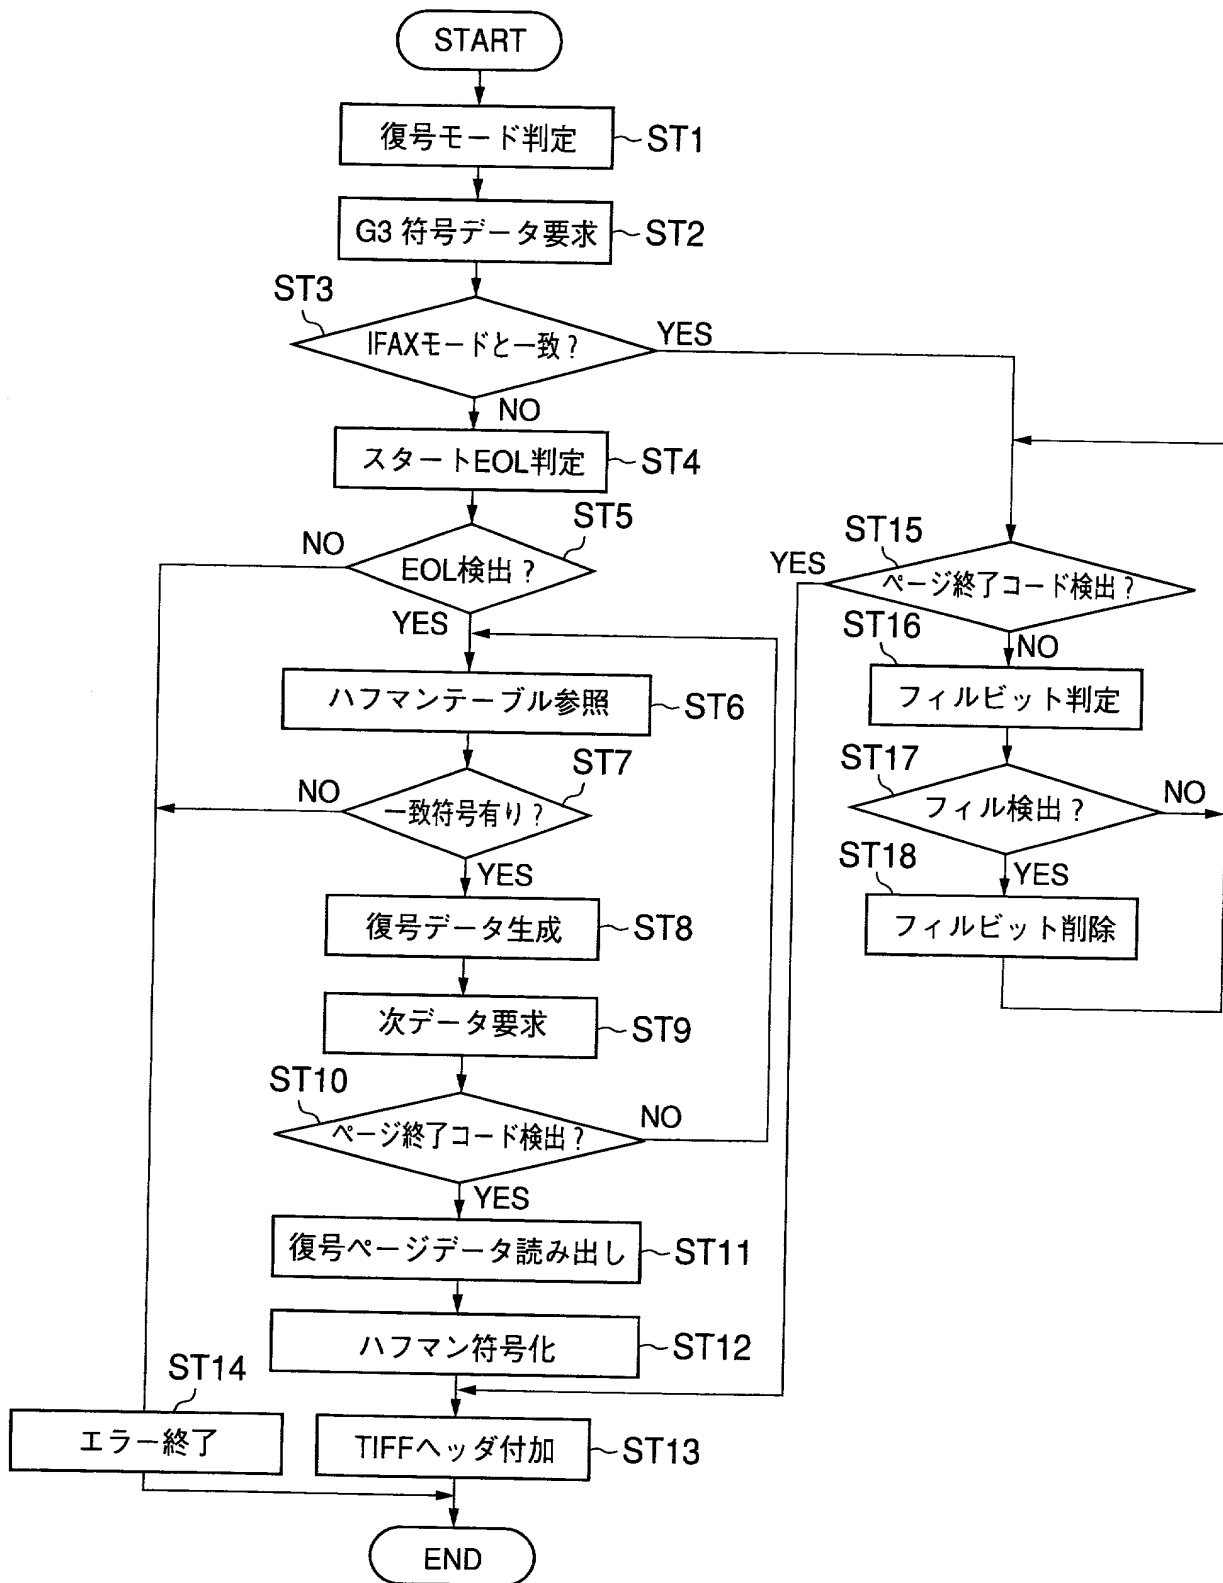 START
復号モード判定
ST1
G3 符号データ要求
ST2
ST3
IFAXモードと一致?
YES
NO
スタートEOL判定
ST4
ST5
NO
EOL検出?
YES
ST15
YES
ページ終了コード検出?
ST16
NO
ハフマンテーブル参照
ST6
フィルビット判定
ST7
NO
一致符号有り?
ST17
フィル検出?
NO
YES
ST18
YES
復号データ生成
ST8
フィルビット削除
次データ要求
ST9
ST10
ページ終了コード検出?
NO
YES
復号ページデータ読み出し
ST11
ハフマン符号化
ST12
ST14
エラー終了
TIFFヘッダ付加
ST13
END